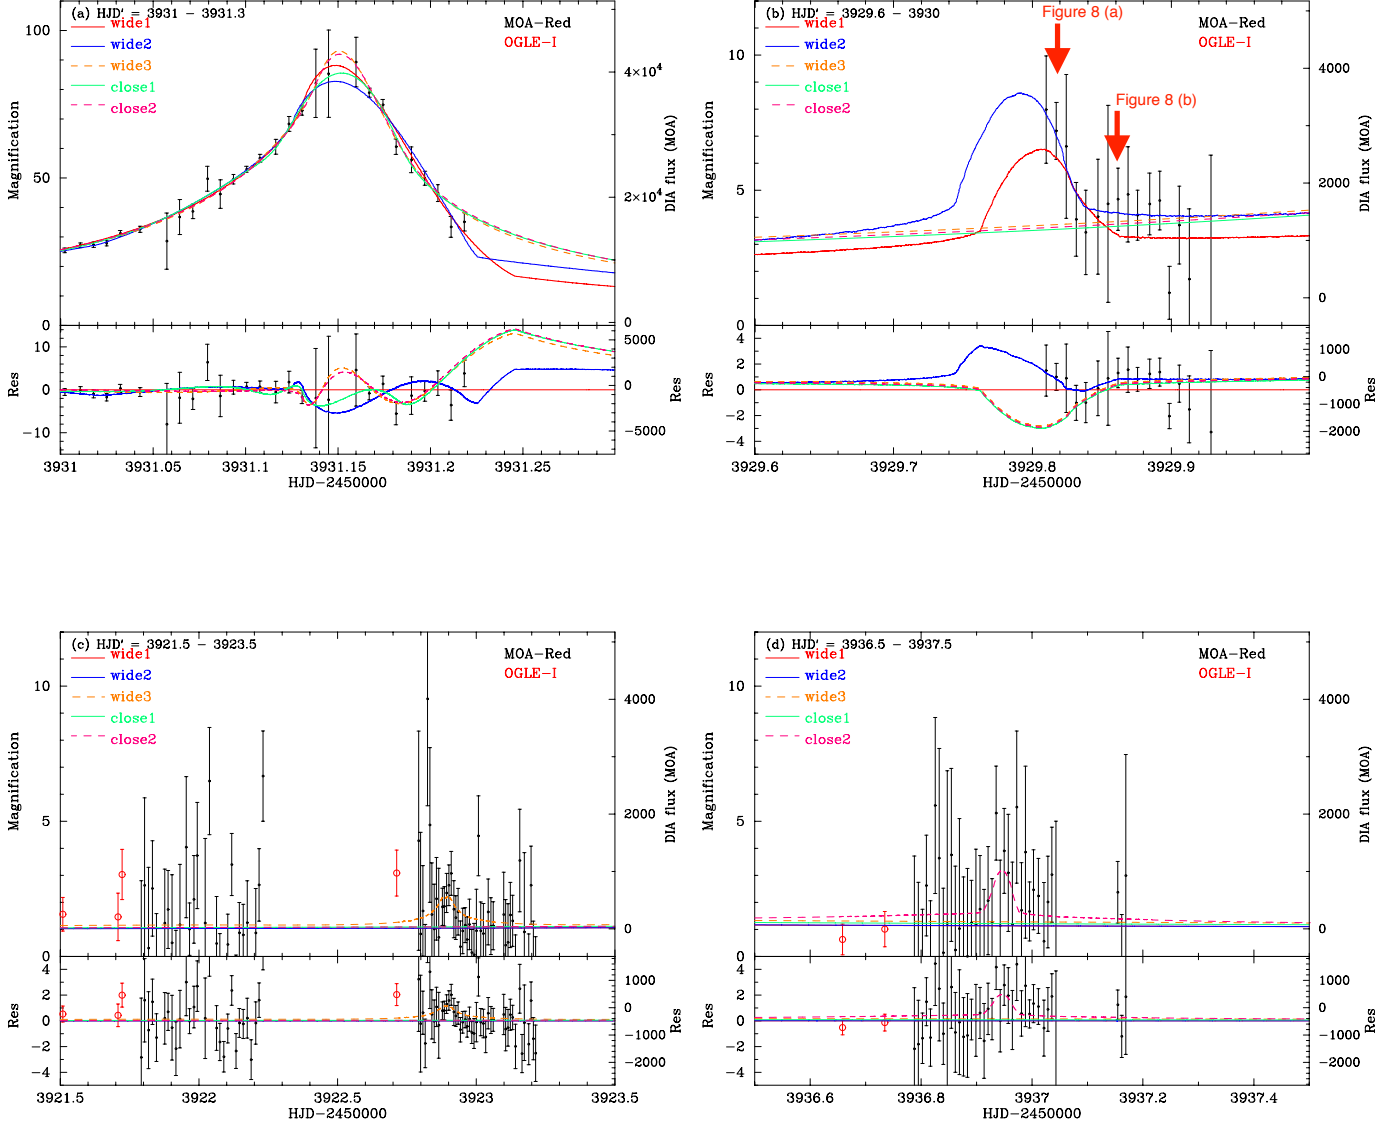 (a) HJD' = 3931 − 3931.3
wide1
wide2
wide3
close1
close2
MOA−Red
OGLE−I
100
50
0
Magnification
4×10⁴
2×10⁴
0
DIA flux (MOA)
10
0
−10
Res
5000
0
−5000
Res
3931
3931.05
3931.1
3931.15
3931.2
3931.25
HJD−2450000
(b) HJD' = 3929.6 − 3930
wide1
wide2
wide3
close1
close2
Figure 8 (a)
Figure 8 (b)
MOA−Red
OGLE−I
10
5
0
Magnification
4000
2000
0
DIA flux (MOA)
4
2
0
−2
−4
Res
1000
0
−1000
−2000
Res
3929.6
3929.7
3929.8
3929.9
HJD−2450000
(c) HJD' = 3921.5 − 3923.5
wide1
wide2
wide3
close1
close2
MOA−Red
OGLE−I
10
5
0
Magnification
4000
2000
0
DIA flux (MOA)
4
2
0
−2
−4
Res
1000
0
−1000
−2000
Res
3921.5
3922
3922.5
3923
3923.5
HJD−2450000
(d) HJD' = 3936.5 − 3937.5
wide1
wide2
wide3
close1
close2
MOA−Red
OGLE−I
10
5
0
Magnification
4000
2000
0
DIA flux (MOA)
4
2
0
−2
−4
Res
1000
0
−1000
−2000
Res
3936.6
3936.8
3937
3937.2
3937.4
HJD−2450000